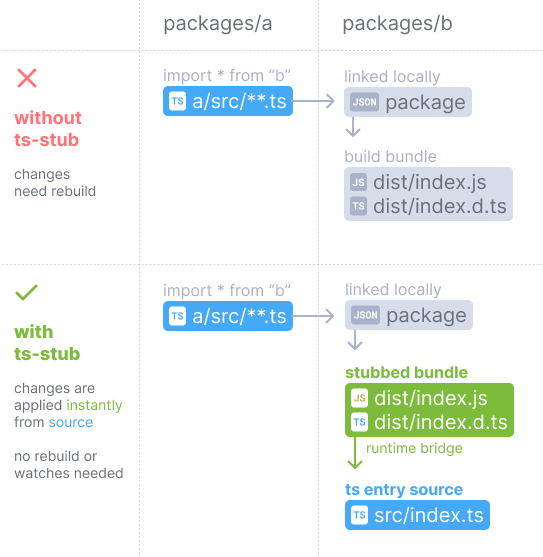 packages/a
packages/b
without
ts-stub
changes
need rebuild
import * from “b”
TS a/src/**.ts
linked locally
JSON package
build bundle
JS dist/index.js
TS dist/index.d.ts
with
ts-stub
changes are
applied instantly
from source
no rebuild or
watches needed
import * from “b”
TS a/src/**.ts
linked locally
JSON package
stubbed bundle
JS dist/index.js
TS dist/index.d.ts
runtime bridge
ts entry source
TS src/index.ts